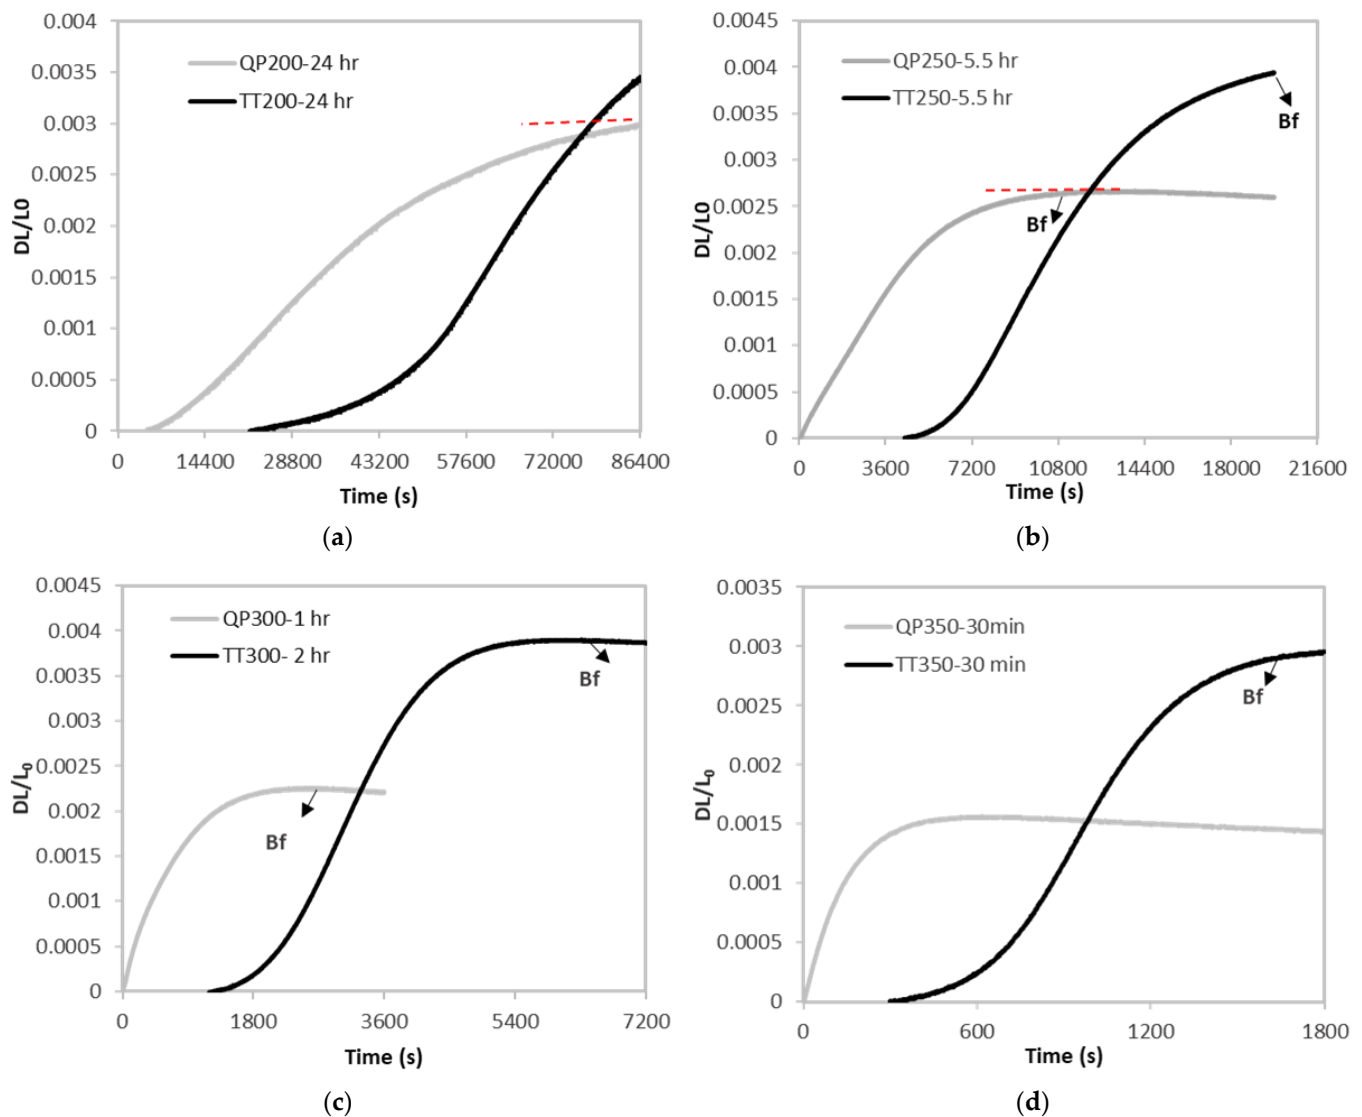 0.004
0.0035
0.003
0.0025
0.002
0.0015
0.001
0.0005
0
DL/L0
QP200-24 hr
TT200-24 hr
0 14400 28800 43200 57600 72000 86400
Time (s)
(a)
0.0045
0.004
0.0035
0.003
0.0025
0.002
0.0015
0.001
0.0005
0
DL/L0
QP250-5.5 hr
TT250-5.5 hr
Bf
Bf
0 3600 7200 10800 14400 18000 21600
Time (s)
(b)
0.0045
0.004
0.0035
0.003
0.0025
0.002
0.0015
0.001
0.0005
0
DL/L₀
QP300-1 hr
TT300- 2 hr
Bf
Bf
0 1800 3600 5400 7200
Time (s)
(c)
0.0035
0.003
0.0025
0.002
0.0015
0.001
0.0005
0
DL/L₀
QP350-30min
TT350-30 min
Bf
0 600 1200 1800
Time (s)
(d)